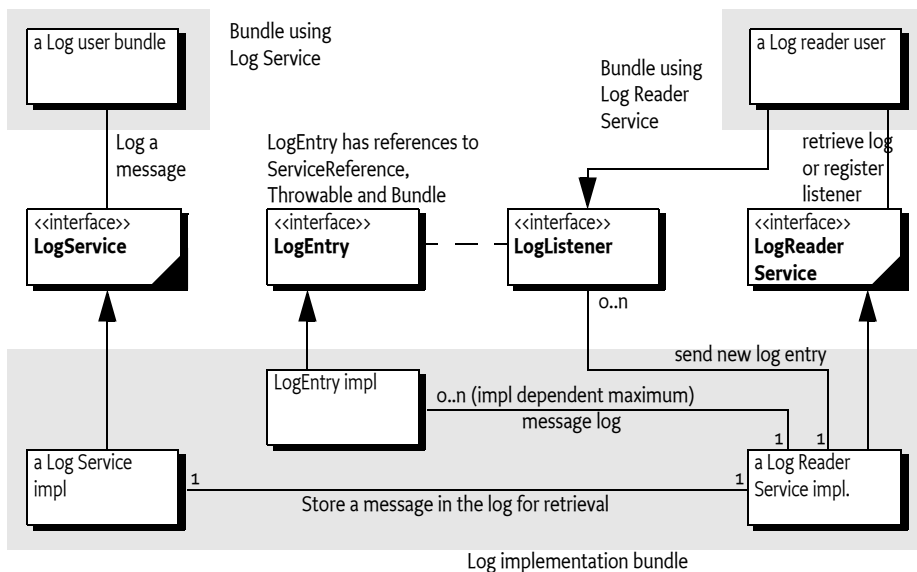 a Log user bundle
Bundle using
Log Service
a Log reader user
Bundle using
Log Reader
Service
Log a
message
LogEntry has references to
ServiceReference,
Throwable and Bundle
retrieve log
or register
listener
<<interface>>
LogService
<<interface>>
LogEntry
<<interface>>
LogListener
<<interface>>
LogReader
Service
0..n
send new log entry
LogEntry impl
0..n (impl dependent maximum)
message log
1
1
a Log Service
impl
1
1
a Log Reader
Service impl.
Store a message in the log for retrieval
Log implementation bundle